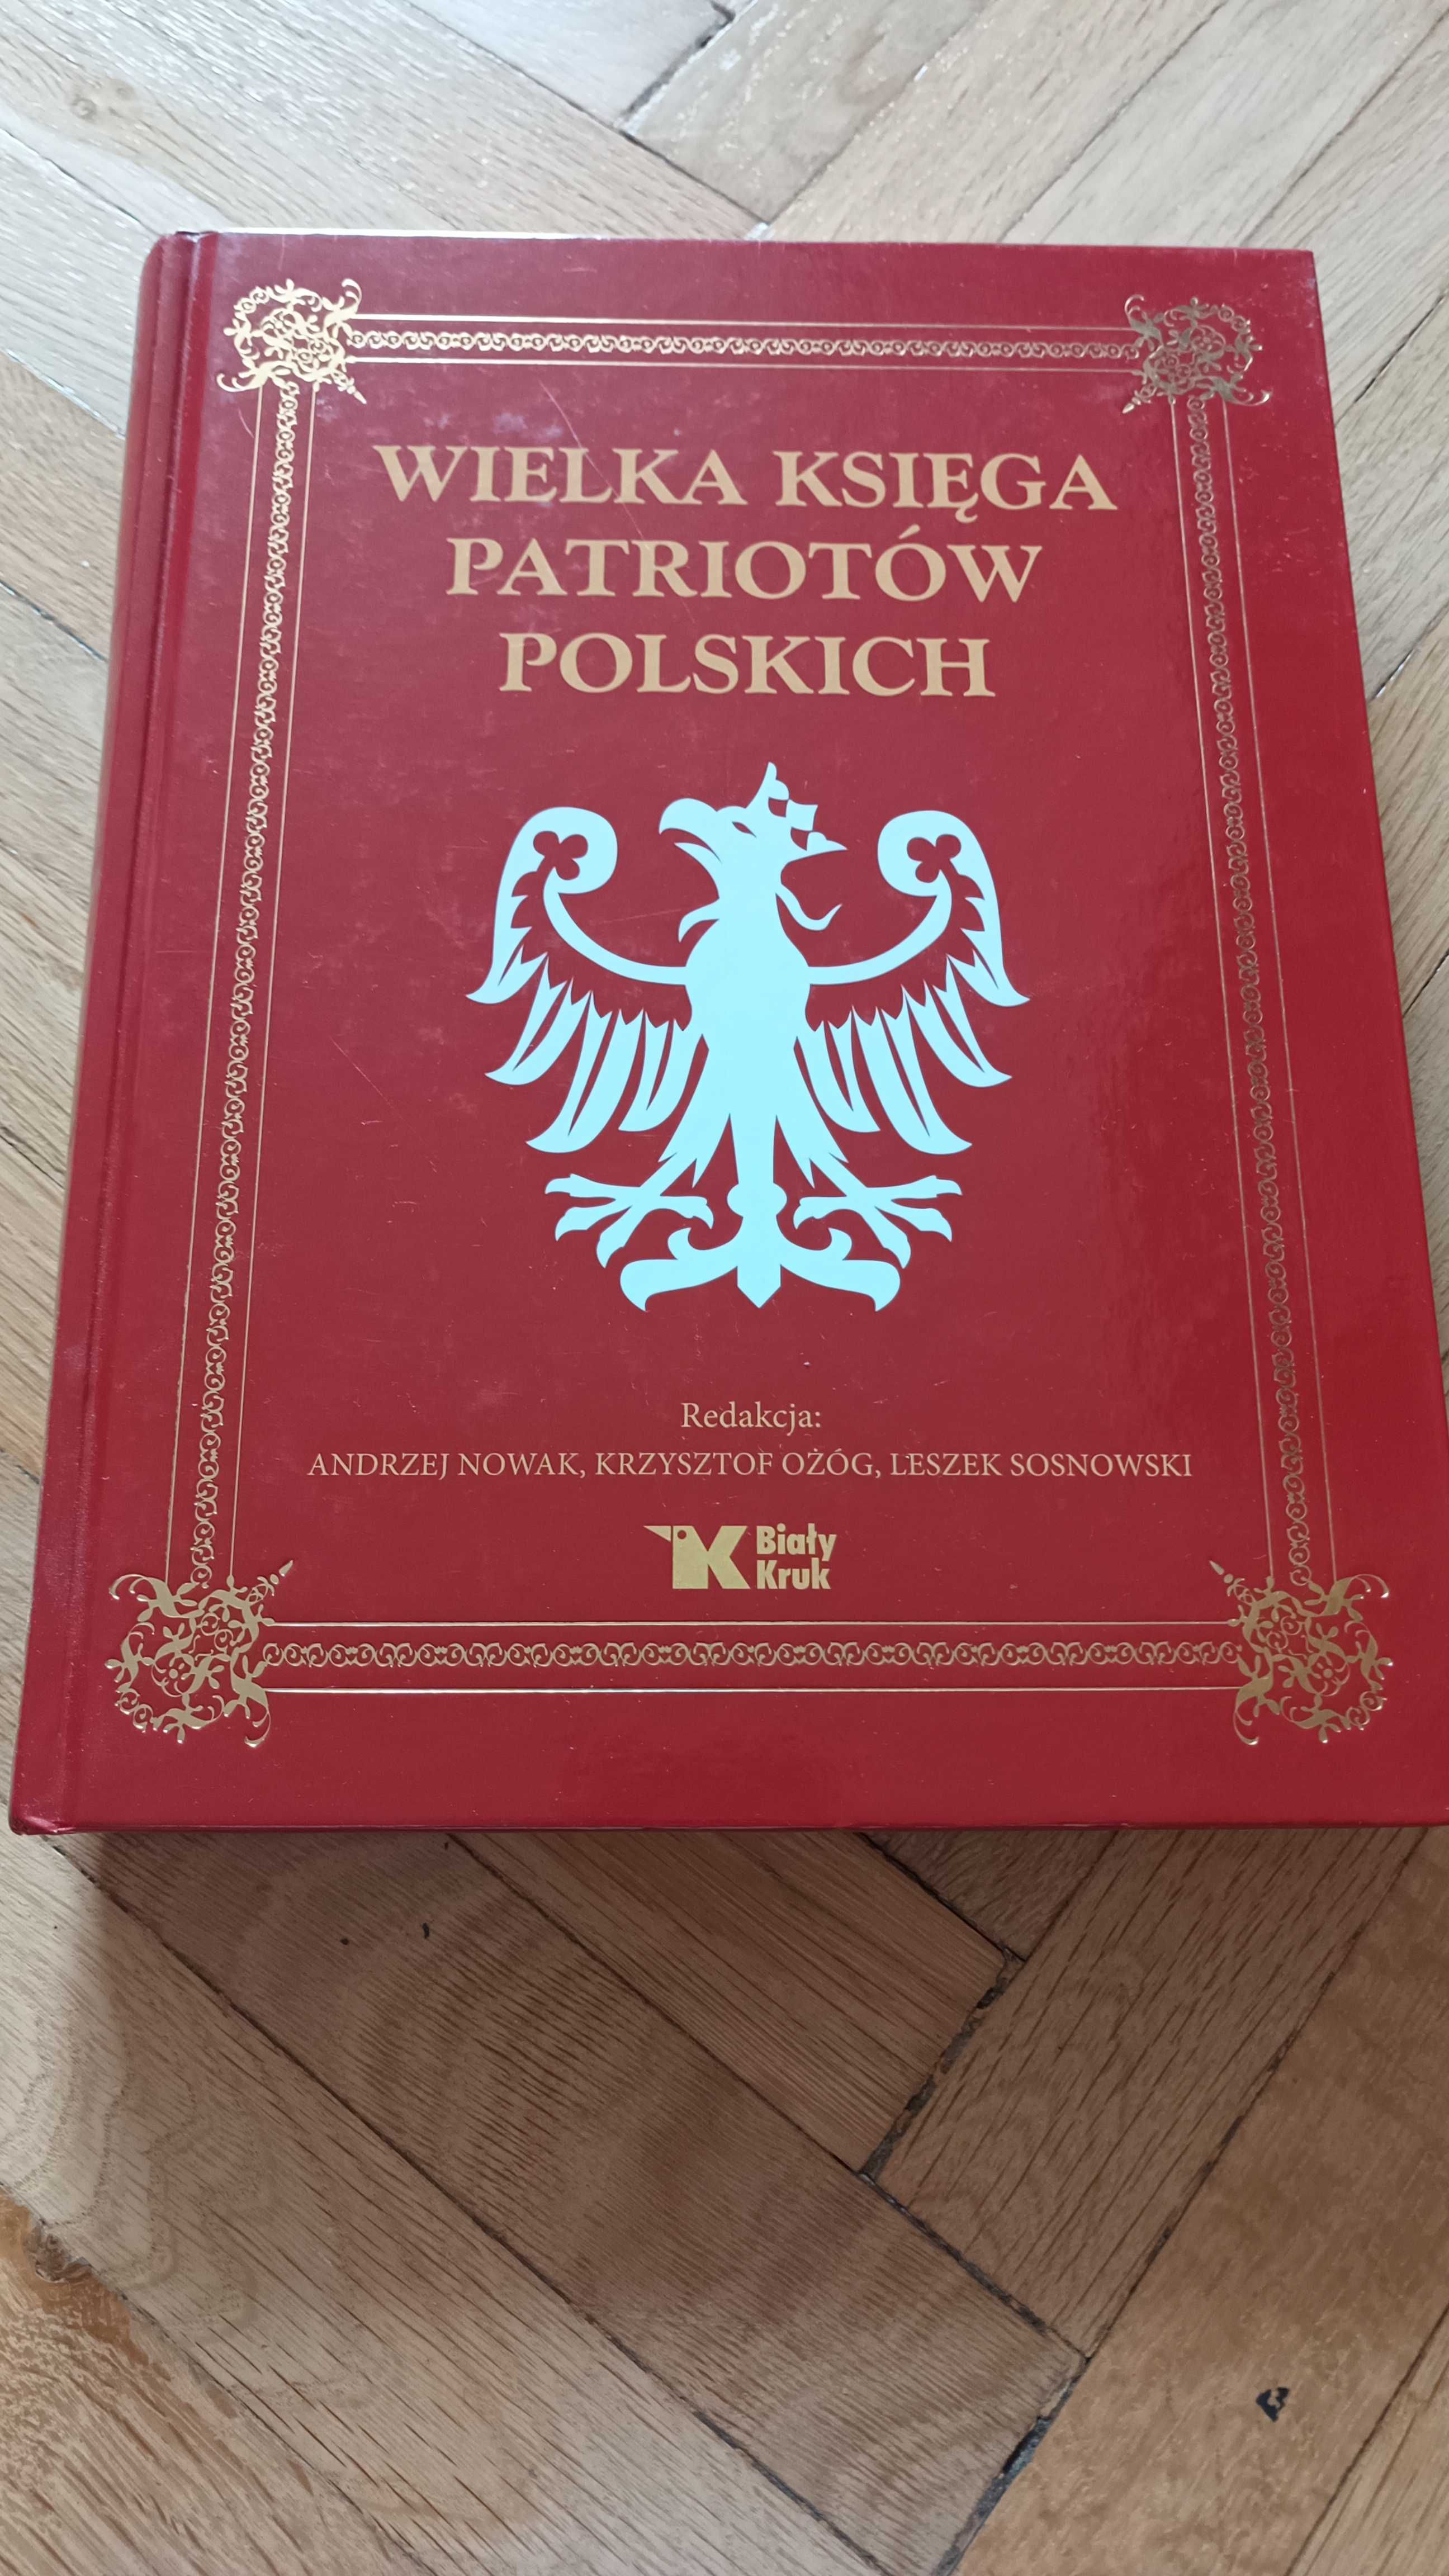 WIELKA KSIĘGA
PATRIOTÓW
POLSKICH
Redakcja:
ANDRZEJ NOWAK, KRZYSZTOF OŻÓG, LESZEK SOSNOWSKI
Biały
Kruk